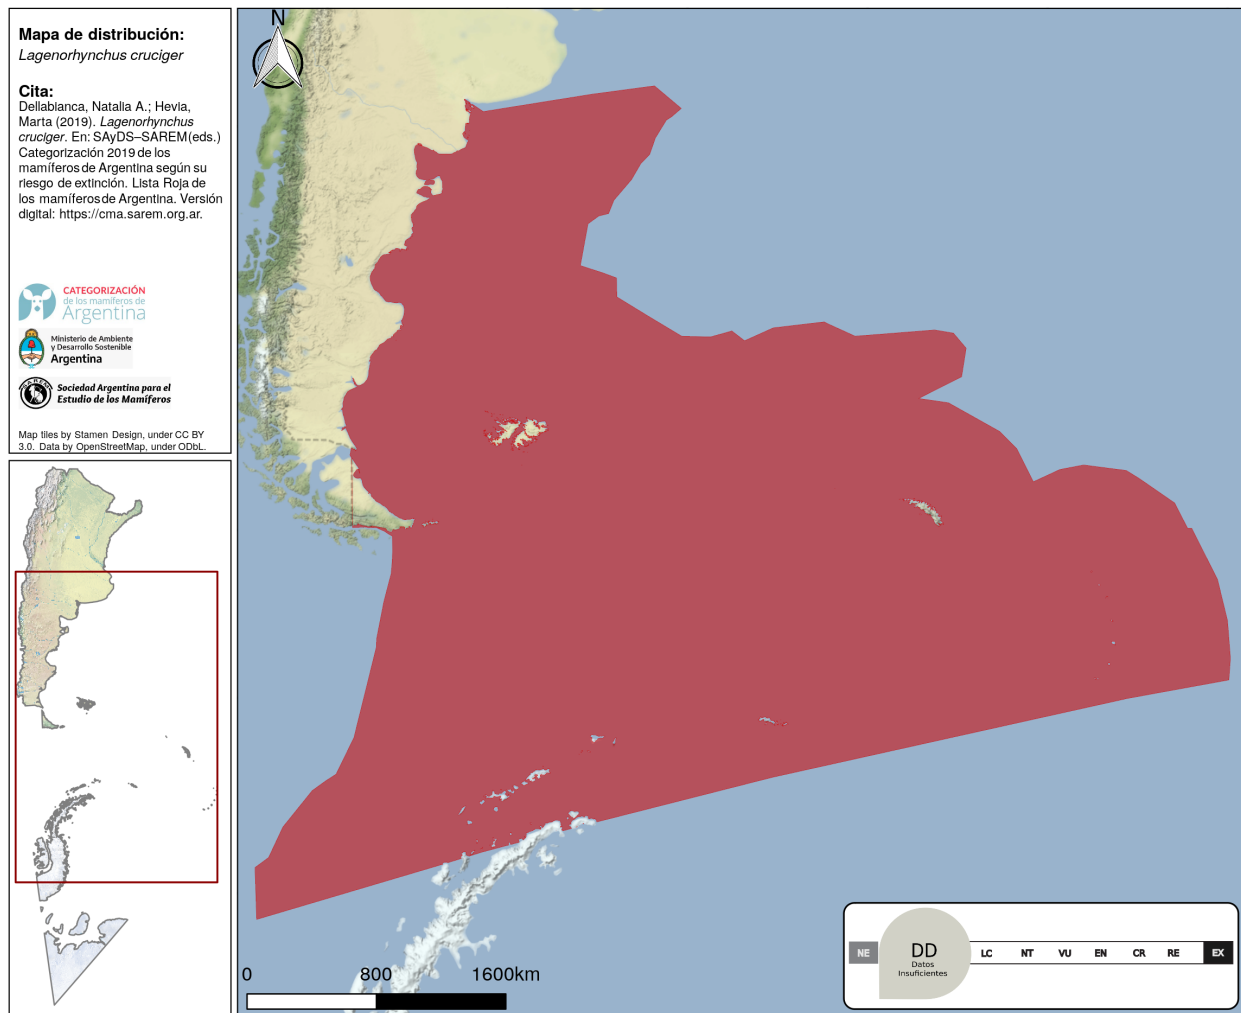 Mapa de distribución:
Lagenorhynchus cruciger
Cita:
Dellabianca, Natalia A.; Hevia,
Marta (2019). Lagenorhynchus
cruciger. En: SAyDS–SAREM(eds.)
Categorización 2019 de los
mamíferos de Argentina según su
riesgo de extinción. Lista Roja de
los mamíferos de Argentina. Versión
digital: https://cma.sarem.org.ar.
CATEGORIZACIÓN
de los mamíferos de
Argentina
Ministerio de Ambiente
y Desarrollo Sostenible
Argentina
SAREM
Sociedad Argentina para el
Estudio de los Mamíferos
Map tiles by Stamen Design, under CC BY
3.0. Data by OpenStreetMap, under ODbL.
N
0 800 1600km
NE DD LC NT VU EN CR RE EX
Datos
Insuficientes